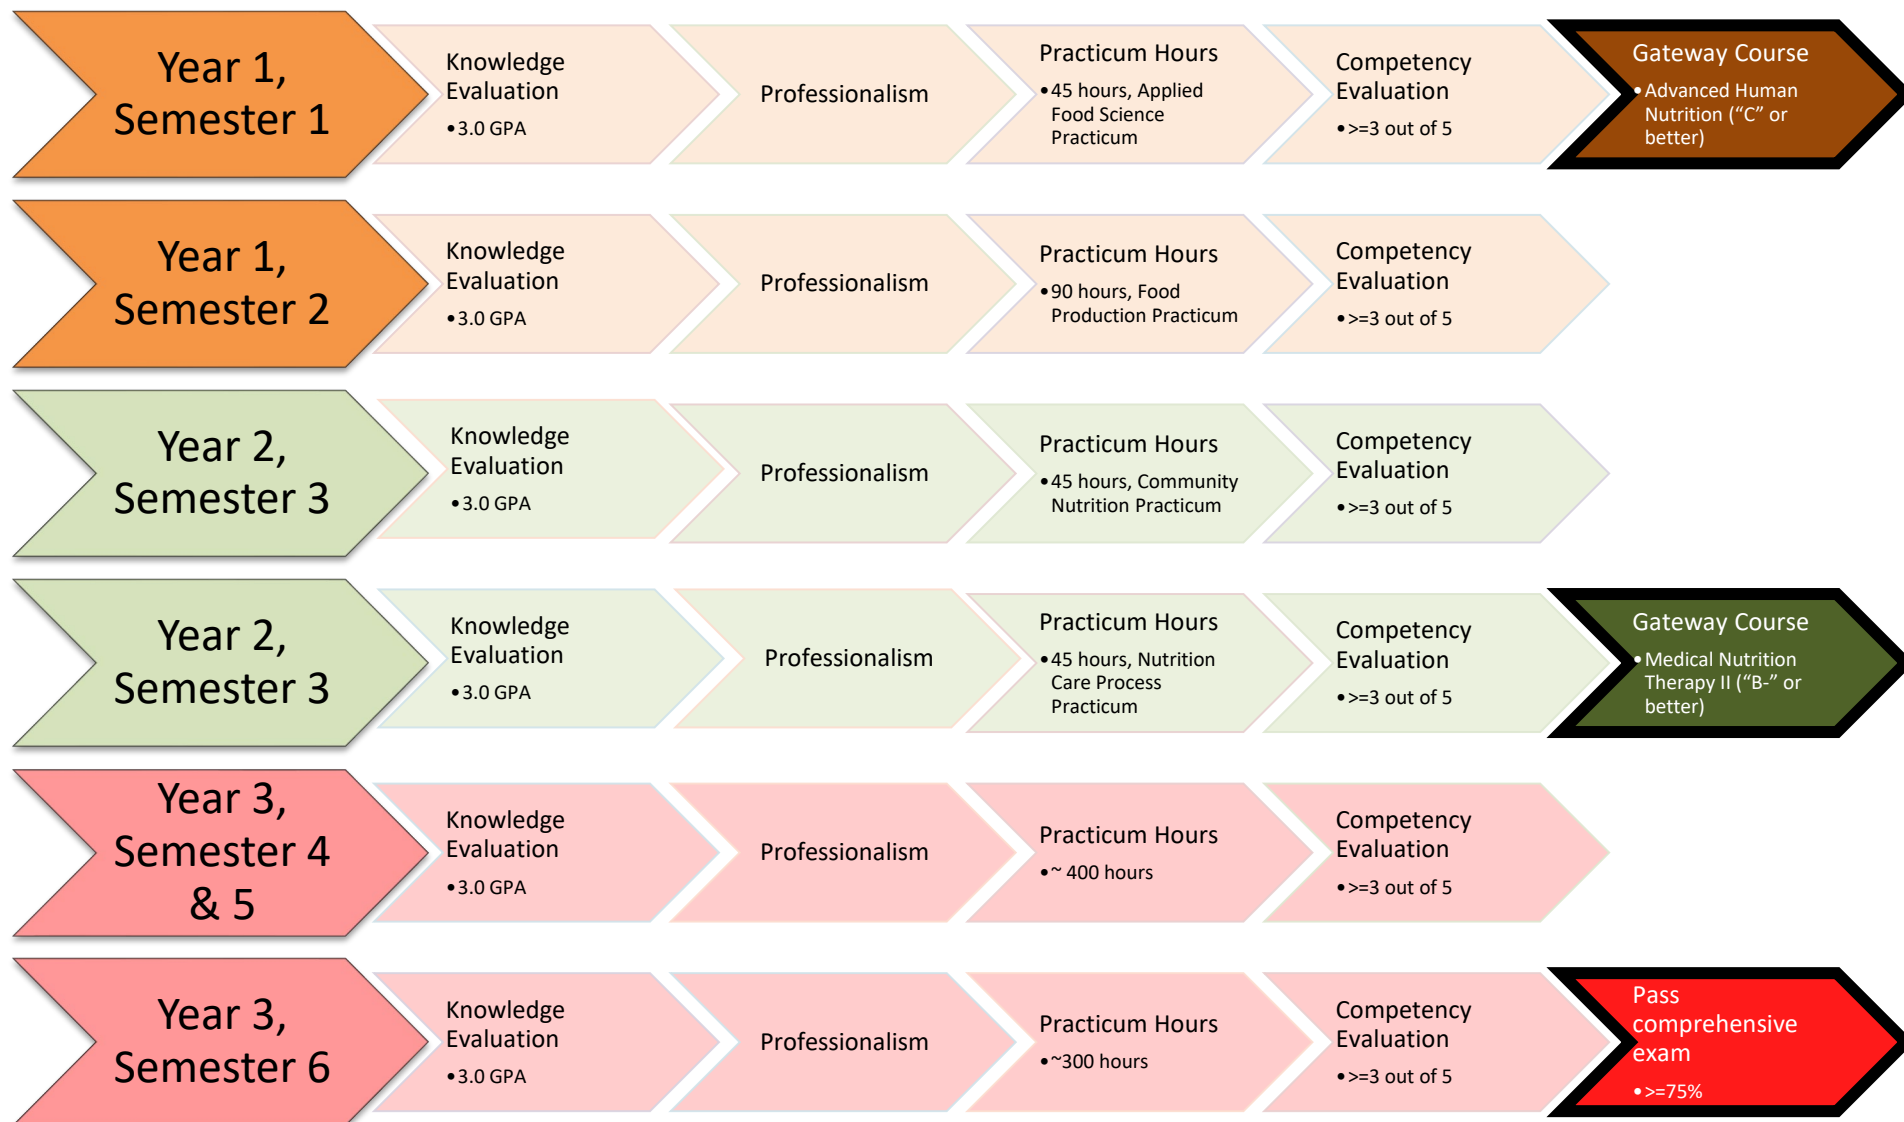 Year 1,
Semester 1
Knowledge
Evaluation
•3.0 GPA
Professionalism
Practicum Hours
•45 hours, Applied
Food Science
Practicum
Competency
Evaluation
•>=3 out of 5
Gateway Course
•Advanced Human
Nutrition (“C” or
better)
Year 1,
Semester 2
Knowledge
Evaluation
•3.0 GPA
Professionalism
Practicum Hours
•90 hours, Food
Production Practicum
Competency
Evaluation
•>=3 out of 5
Year 2,
Semester 3
Knowledge
Evaluation
•3.0 GPA
Professionalism
Practicum Hours
•45 hours, Community
Nutrition Practicum
Competency
Evaluation
•>=3 out of 5
Year 2,
Semester 3
Knowledge
Evaluation
•3.0 GPA
Professionalism
Practicum Hours
•45 hours, Nutrition
Care Process
Practicum
Competency
Evaluation
•>=3 out of 5
Gateway Course
•Medical Nutrition
Therapy II (“B-” or
better)
Year 3,
Semester 4
& 5
Knowledge
Evaluation
•3.0 GPA
Professionalism
Practicum Hours
•~ 400 hours
Competency
Evaluation
•>=3 out of 5
Year 3,
Semester 6
Knowledge
Evaluation
•3.0 GPA
Professionalism
Practicum Hours
•~300 hours
Competency
Evaluation
•>=3 out of 5
Pass
comprehensive
exam
•>=75%